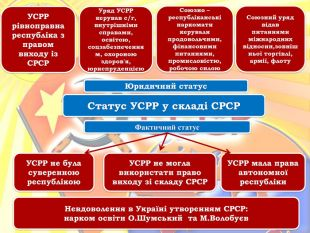 УСРР
рівноправна
республіка з
правом
виходу із
СРСР
Уряд УСРР
керував с/г,
внутрішніми
справами,
освітою,
соцзабезпечення
м, охороною
здоров'я,
юриспруденцією
Союзно –
республіканські
наркомати
керували
продовольчими,
фінансовими
питаннями,
промисловістю,
робочою силою
Союзний уряд
відав
питаннями
міжнародних
відносин,зовніш
ньої торгівлі,
армії, флоту
Юридичний статус
Статус УСРР у складі СРСР
Фактичний статус
УСРР не була
суверенною
республікою
УСРР не могла
використати право
виходу зі складу СРСР
УСРР мала права
автономної
республіки
Невдоволення в Україні утворенням СРСР:
нарком освіти О.Шумський та М.Волобуєв